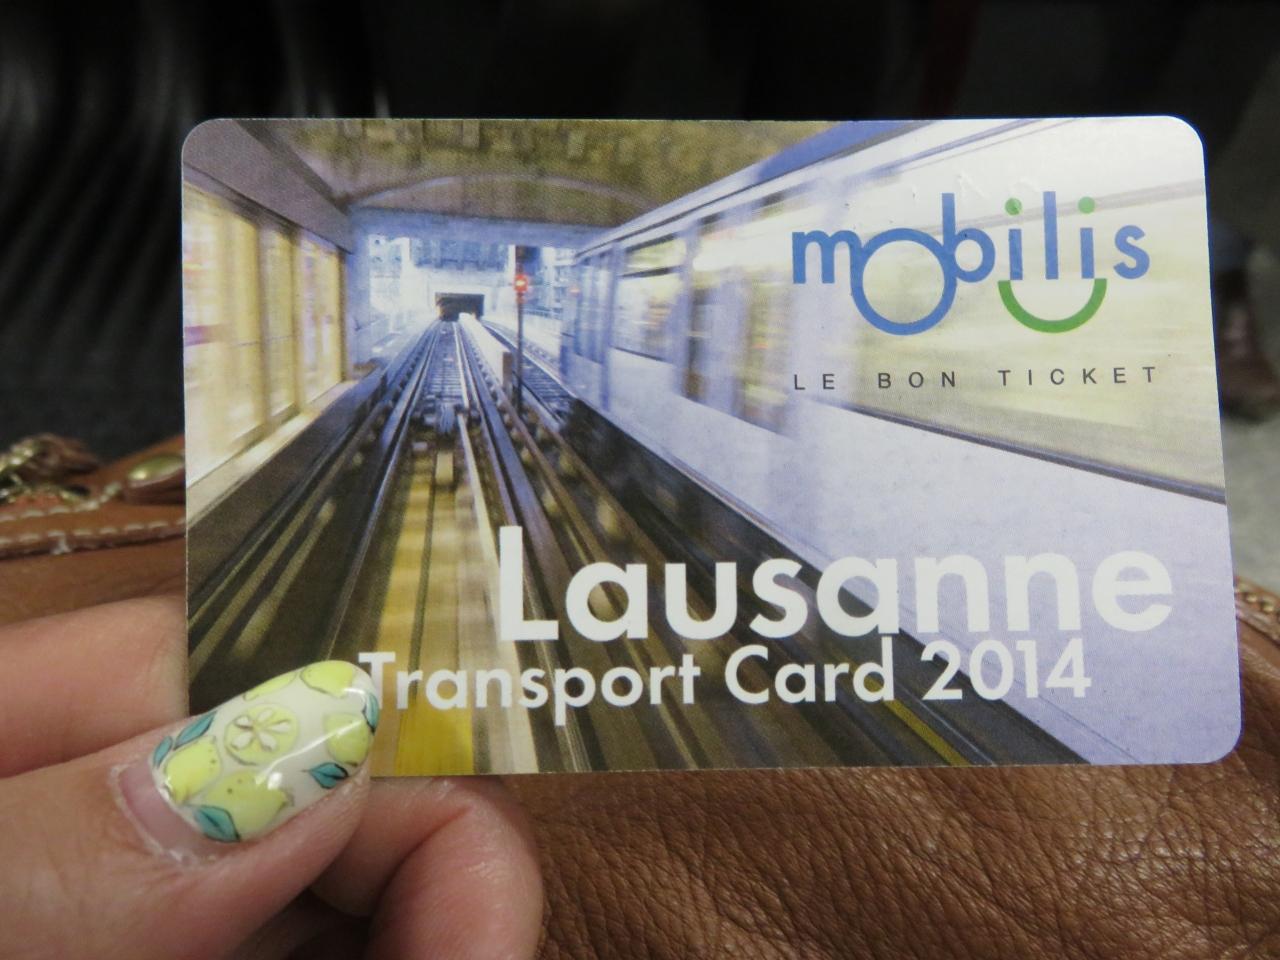 mobilis
LE BON TICKET
Lausanne
Transport Card 2014